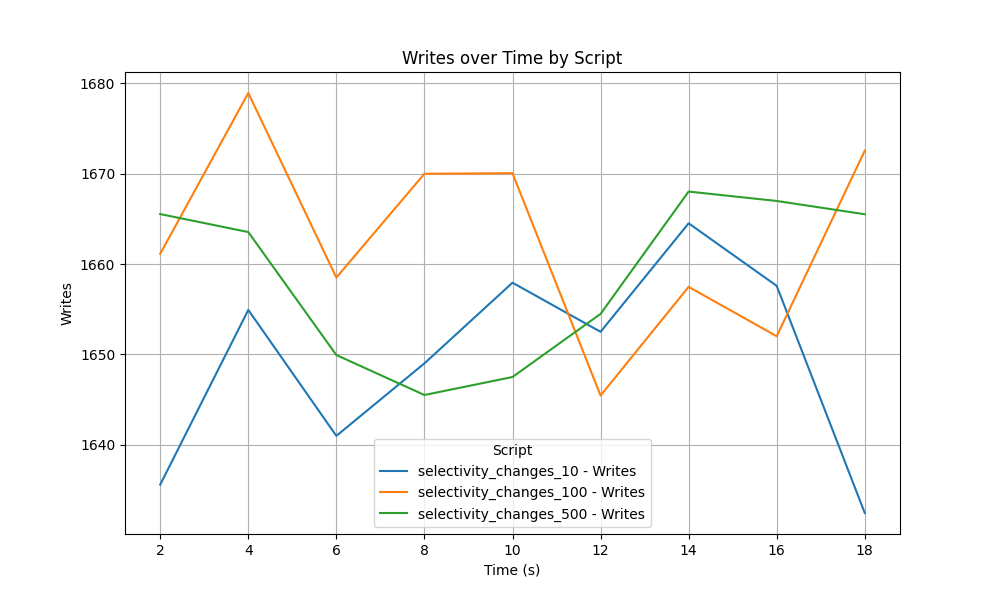 Writes over Time by Script
1680
1670
1660
1650
1640
Writes
Script
selectivity_changes_10 - Writes
selectivity_changes_100 - Writes
selectivity_changes_500 - Writes
2 4 6 8 10 12 14 16 18
Time (s)